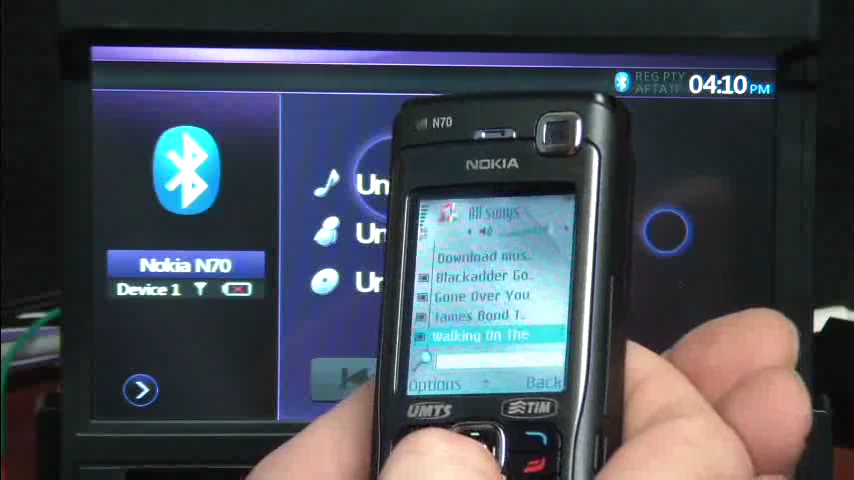 REG PTY
AF TA TP
04:10 PM
Nokia N70
Device 1
Un
Un
Un
N70
NOKIA
All songs
Download mus..
Blackadder Go..
Gone Over You
James Bond T..
Walking On The
Options
Back
UMTS
TIM